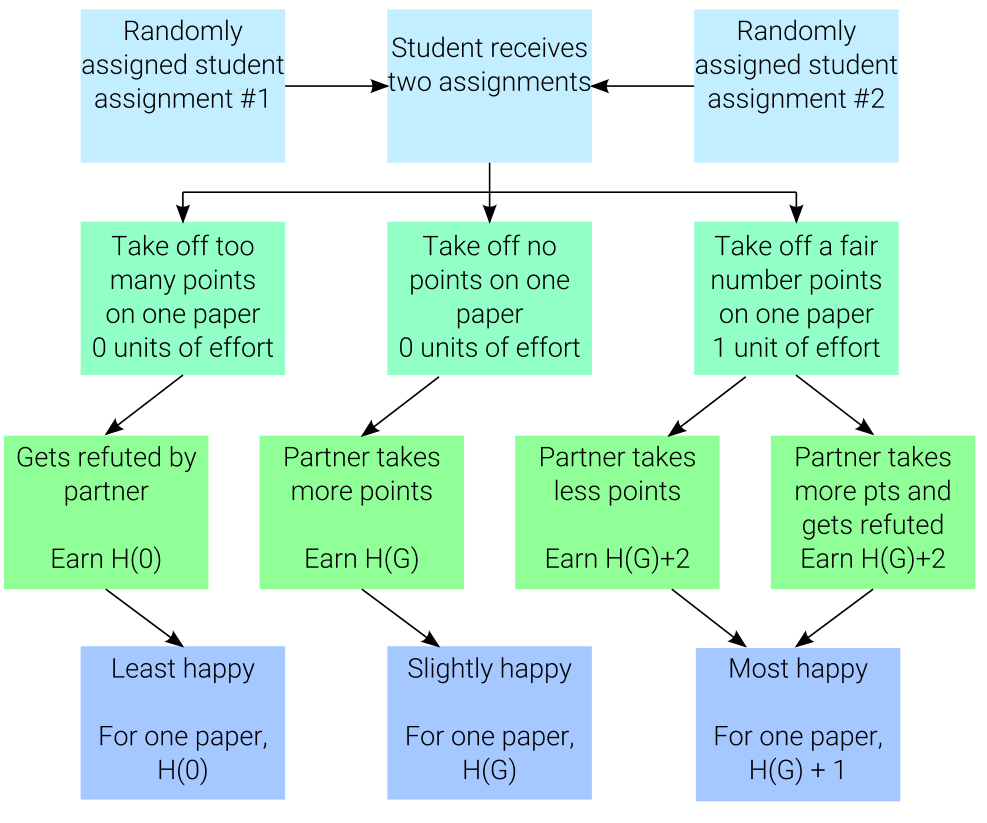 Randomly
assigned student
assignment #1
Student receives
two assignments
Randomly
assigned student
assignment #2
Take off too
many points
on one paper
0 units of effort
Take off no
points on one
paper
0 units of effort
Take off a fair
number points
on one paper
1 unit of effort
Gets refuted by
partner
Earn H(0)
Partner takes
more points
Earn H(G)
Partner takes
less points
Earn H(G)+2
Partner takes
more pts and
gets refuted
Earn H(G)+2
Least happy
For one paper,
H(0)
Slightly happy
For one paper,
H(G)
Most happy
For one paper,
H(G) + 1